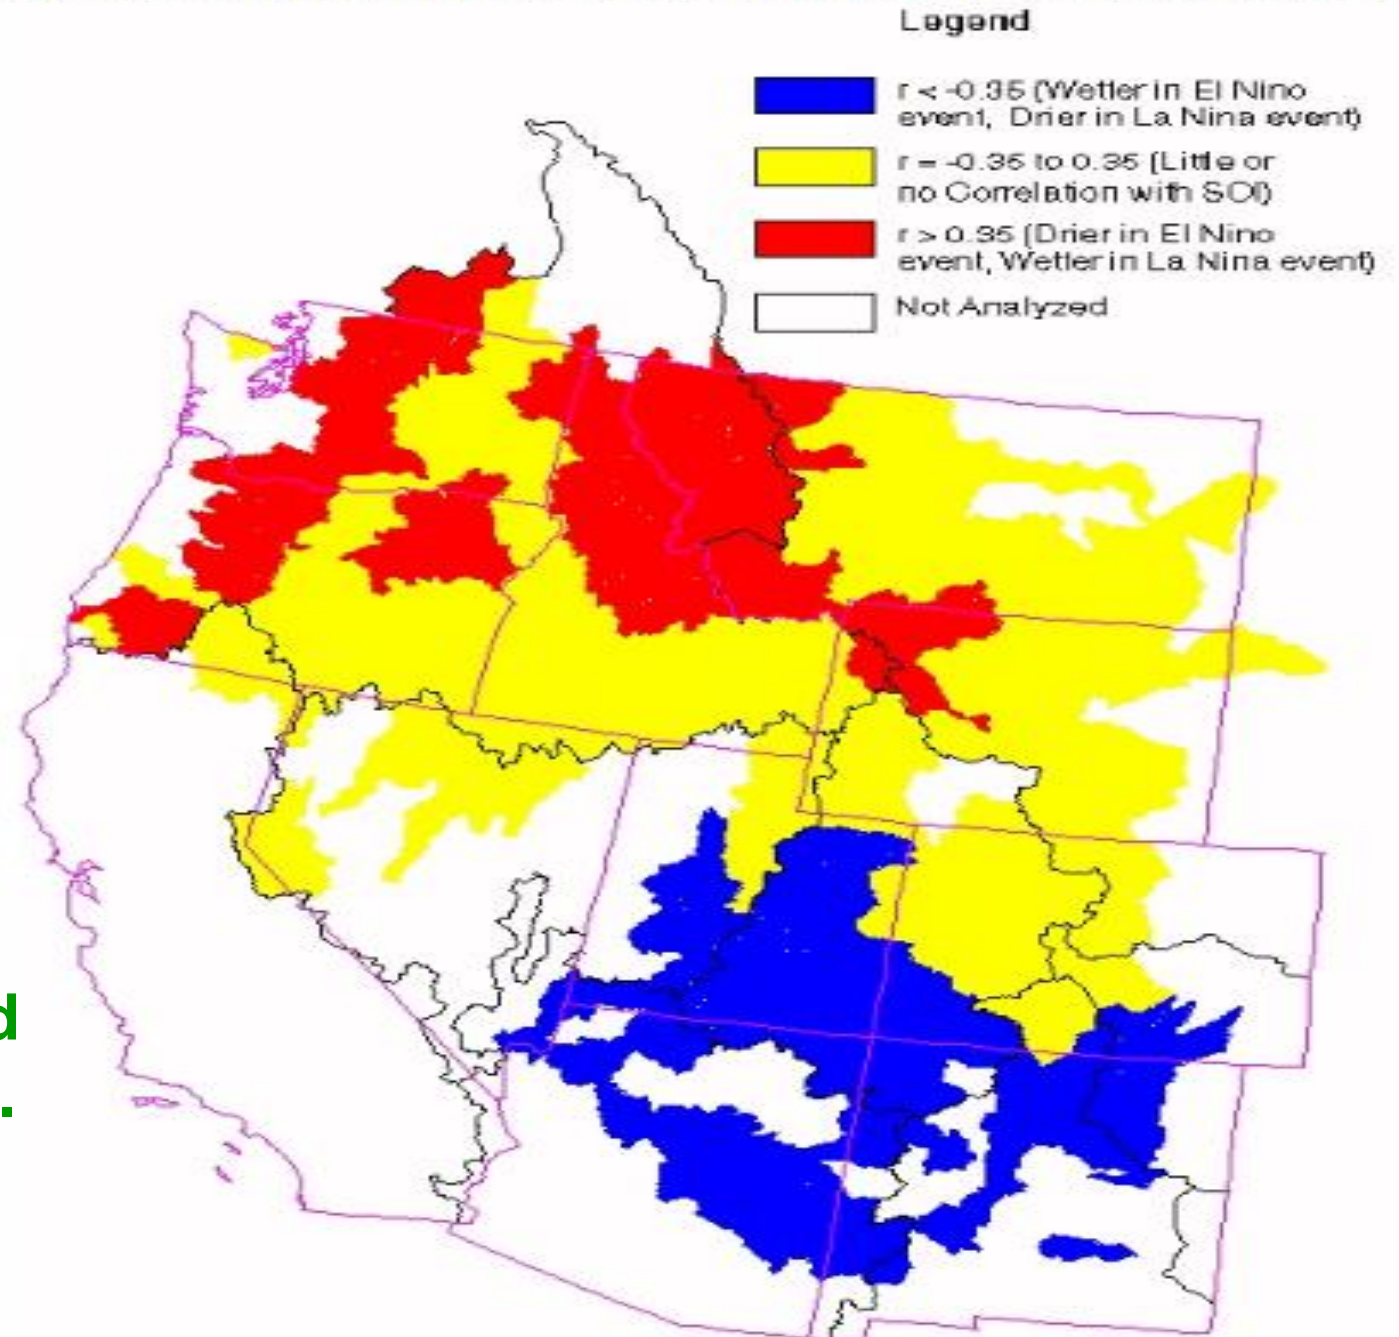 Legend
r < -0.35 (Wetter in El Nino
event, Drier in La Nina event)
r = -0.35 to 0.35 (Little or
no Correlation with SOI)
r > 0.35 (Drier in El Nino
event, Wetter in La Nina event)
Not Analyzed
d
.